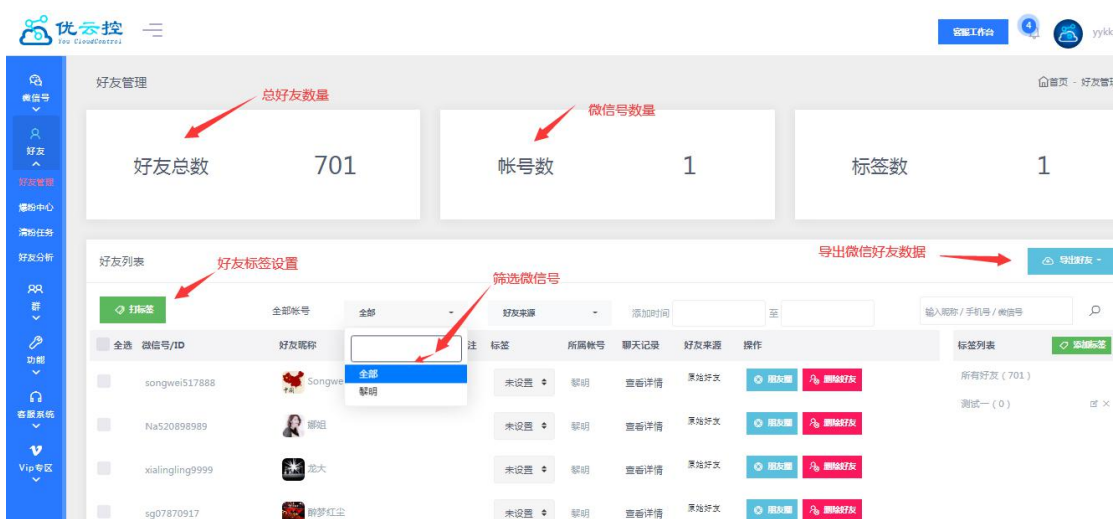 优云控
You CloudControl
客服工作台
4
yykk
微信号
好友
好友管理
爆粉中心
清粉任务
好友分析
群
功能
客服系统
Vip专区
好友管理
首页 - 好友管理
总好友数量
微信号数量
好友总数 701
帐号数 1
标签数 1
好友列表
好友标签设置
筛选微信号
导出微信好友数据
导出好友
打标签
全部帐号
全部
好友来源
添加时间
至
输入昵称 / 手机号 / 微信号
全选 微信号/ID 好友昵称 注 标签 所属帐号 聊天记录 好友来源 操作
全部
黎明
标签列表 添加标签
所有好友 ( 701 )
测试一 ( 0 )
songwei517888 Songwe 未设置 黎明 查看详情 原始好友 朋友圈 删除好友
Na520898989 娜姐 未设置 黎明 查看详情 原始好友 朋友圈 删除好友
xialingling9999 龙大 未设置 黎明 查看详情 原始好友 朋友圈 删除好友
sg07870917 醉梦红尘 未设置 黎明 查看详情 原始好友 朋友圈 删除好友